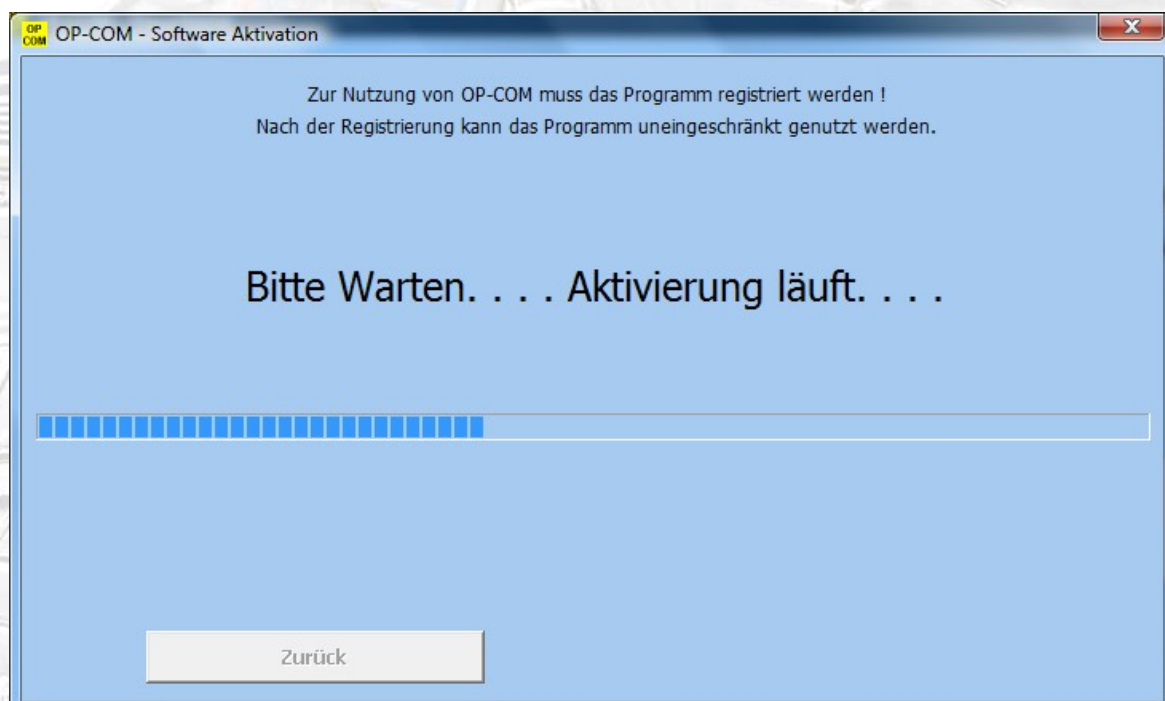 OP COM OP-COM - Software Aktivation
Zur Nutzung von OP-COM muss das Programm registriert werden !
Nach der Registrierung kann das Programm uneingeschränkt genutzt werden.
Bitte Warten. . . . Aktivierung läuft. . . .
Zurück